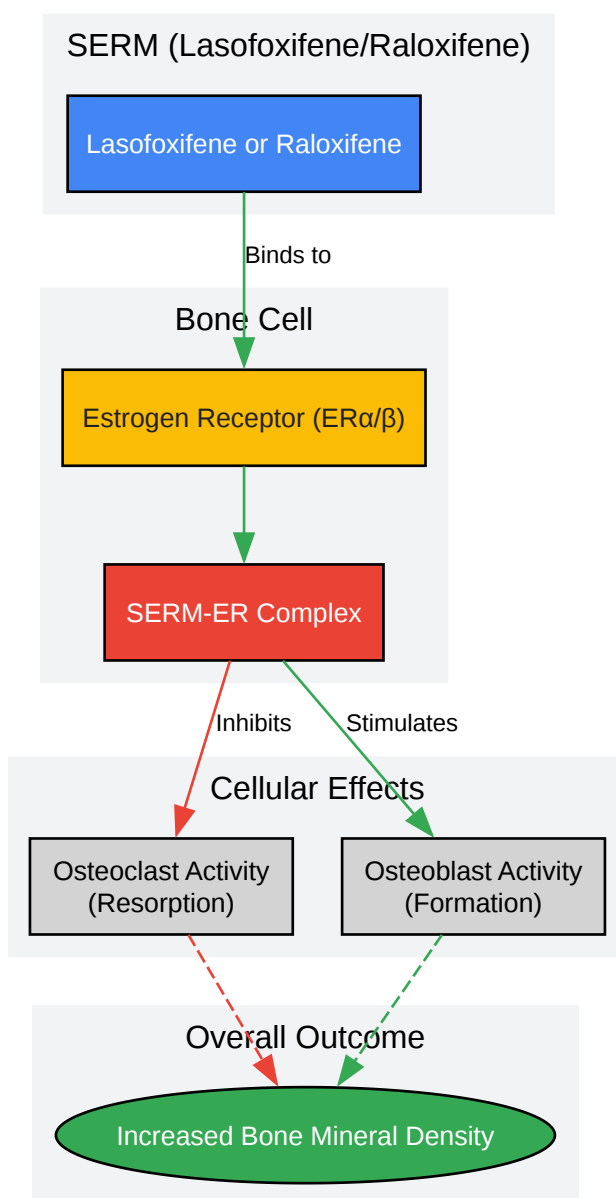 SERM (Lasofoxifene/Raloxifene)
Lasofoxifene or Raloxifene
Binds to
Bone Cell
Estrogen Receptor (ERα/β)
SERM-ER Complex
Inhibits
Stimulates
Cellular Effects
Osteoclast Activity
(Resorption)
Osteoblast Activity
(Formation)
Overall Outcome
Increased Bone Mineral Density